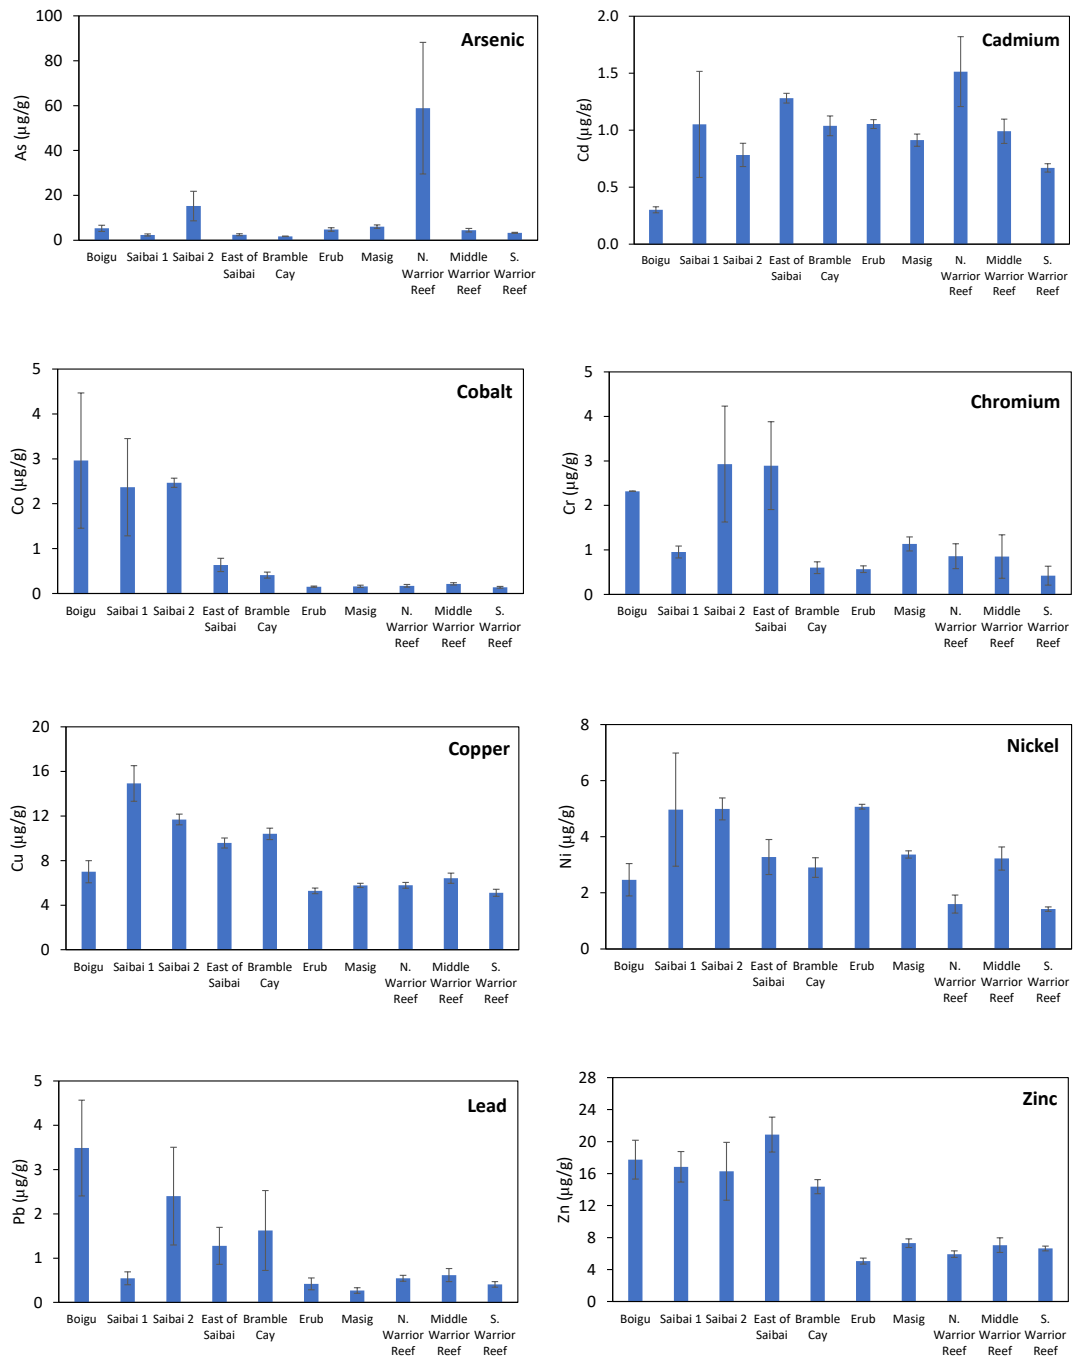 Arsenic
As (µg/g)
100
80
60
40
20
0
Boigu Saibai 1 Saibai 2 East of Bramble Erub Masig N. Middle S.
Saibai Cay Warrior Warrior Warrior
Reef Reef Reef
Cadmium
Cd (µg/g)
2.0
1.5
1.0
0.5
0.0
Boigu Saibai 1 Saibai 2 East of Bramble Erub Masig N. Middle S.
Saibai Cay Warrior Warrior Warrior
Reef Reef Reef
Cobalt
Co (µg/g)
5
4
3
2
1
0
Boigu Saibai 1 Saibai 2 East of Bramble Erub Masig N. Middle S.
Saibai Cay Warrior Warrior Warrior
Reef Reef Reef
Chromium
Cr (µg/g)
5
4
3
2
1
0
Boigu Saibai 1 Saibai 2 East of Bramble Erub Masig N. Middle S.
Saibai Cay Warrior Warrior Warrior
Reef Reef Reef
Copper
Cu (µg/g)
20
16
12
8
4
0
Boigu Saibai 1 Saibai 2 East of Bramble Erub Masig N. Middle S.
Saibai Cay Warrior Warrior Warrior
Reef Reef Reef
Nickel
Ni (µg/g)
8
6
4
2
0
Boigu Saibai 1 Saibai 2 East of Bramble Erub Masig N. Middle S.
Saibai Cay Warrior Warrior Warrior
Reef Reef Reef
Lead
Pb (µg/g)
5
4
3
2
1
0
Boigu Saibai 1 Saibai 2 East of Bramble Erub Masig N. Middle S.
Saibai Cay Warrior Warrior Warrior
Reef Reef Reef
Zinc
Zn (µg/g)
28
24
20
16
12
8
4
0
Boigu Saibai 1 Saibai 2 East of Bramble Erub Masig N. Middle S.
Saibai Cay Warrior Warrior Warrior
Reef Reef Reef